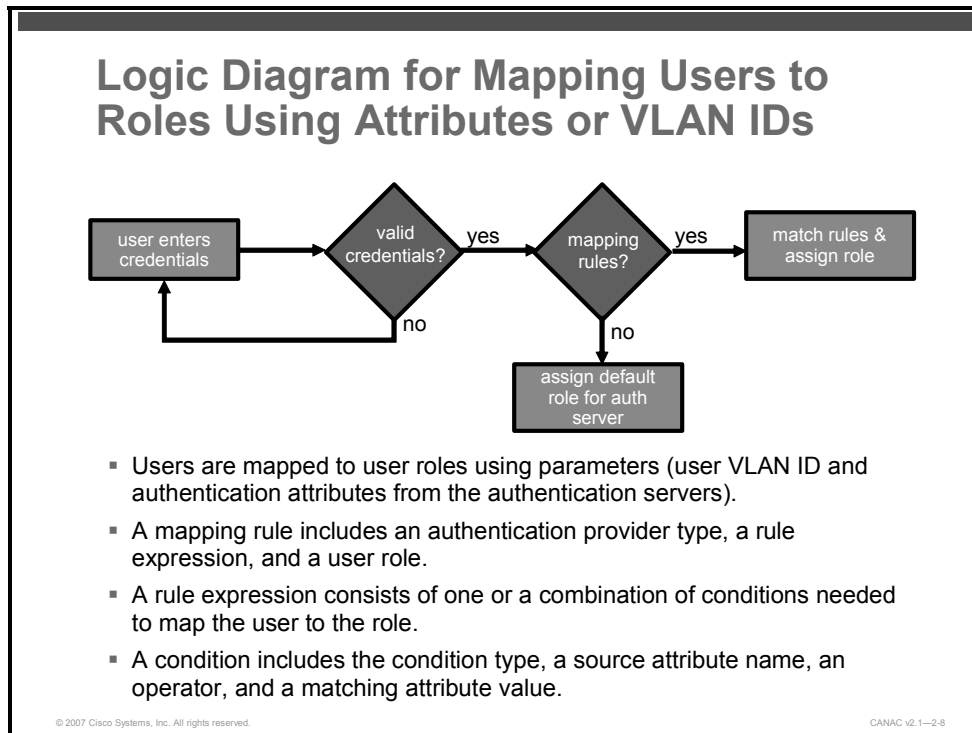 Logic Diagram for Mapping Users to
Roles Using Attributes or VLAN IDs
user enters
credentials
valid
credentials?
yes
mapping
rules?
yes
match rules &
assign role
no
no
assign default
role for auth
server
▪ Users are mapped to user roles using parameters (user VLAN ID and
authentication attributes from the authentication servers).
▪ A mapping rule includes an authentication provider type, a rule
expression, and a user role.
▪ A rule expression consists of one or a combination of conditions needed
to map the user to the role.
▪ A condition includes the condition type, a source attribute name, an
operator, and a matching attribute value.
© 2007 Cisco Systems, Inc. All rights reserved.
CANAC v2.1—2-8